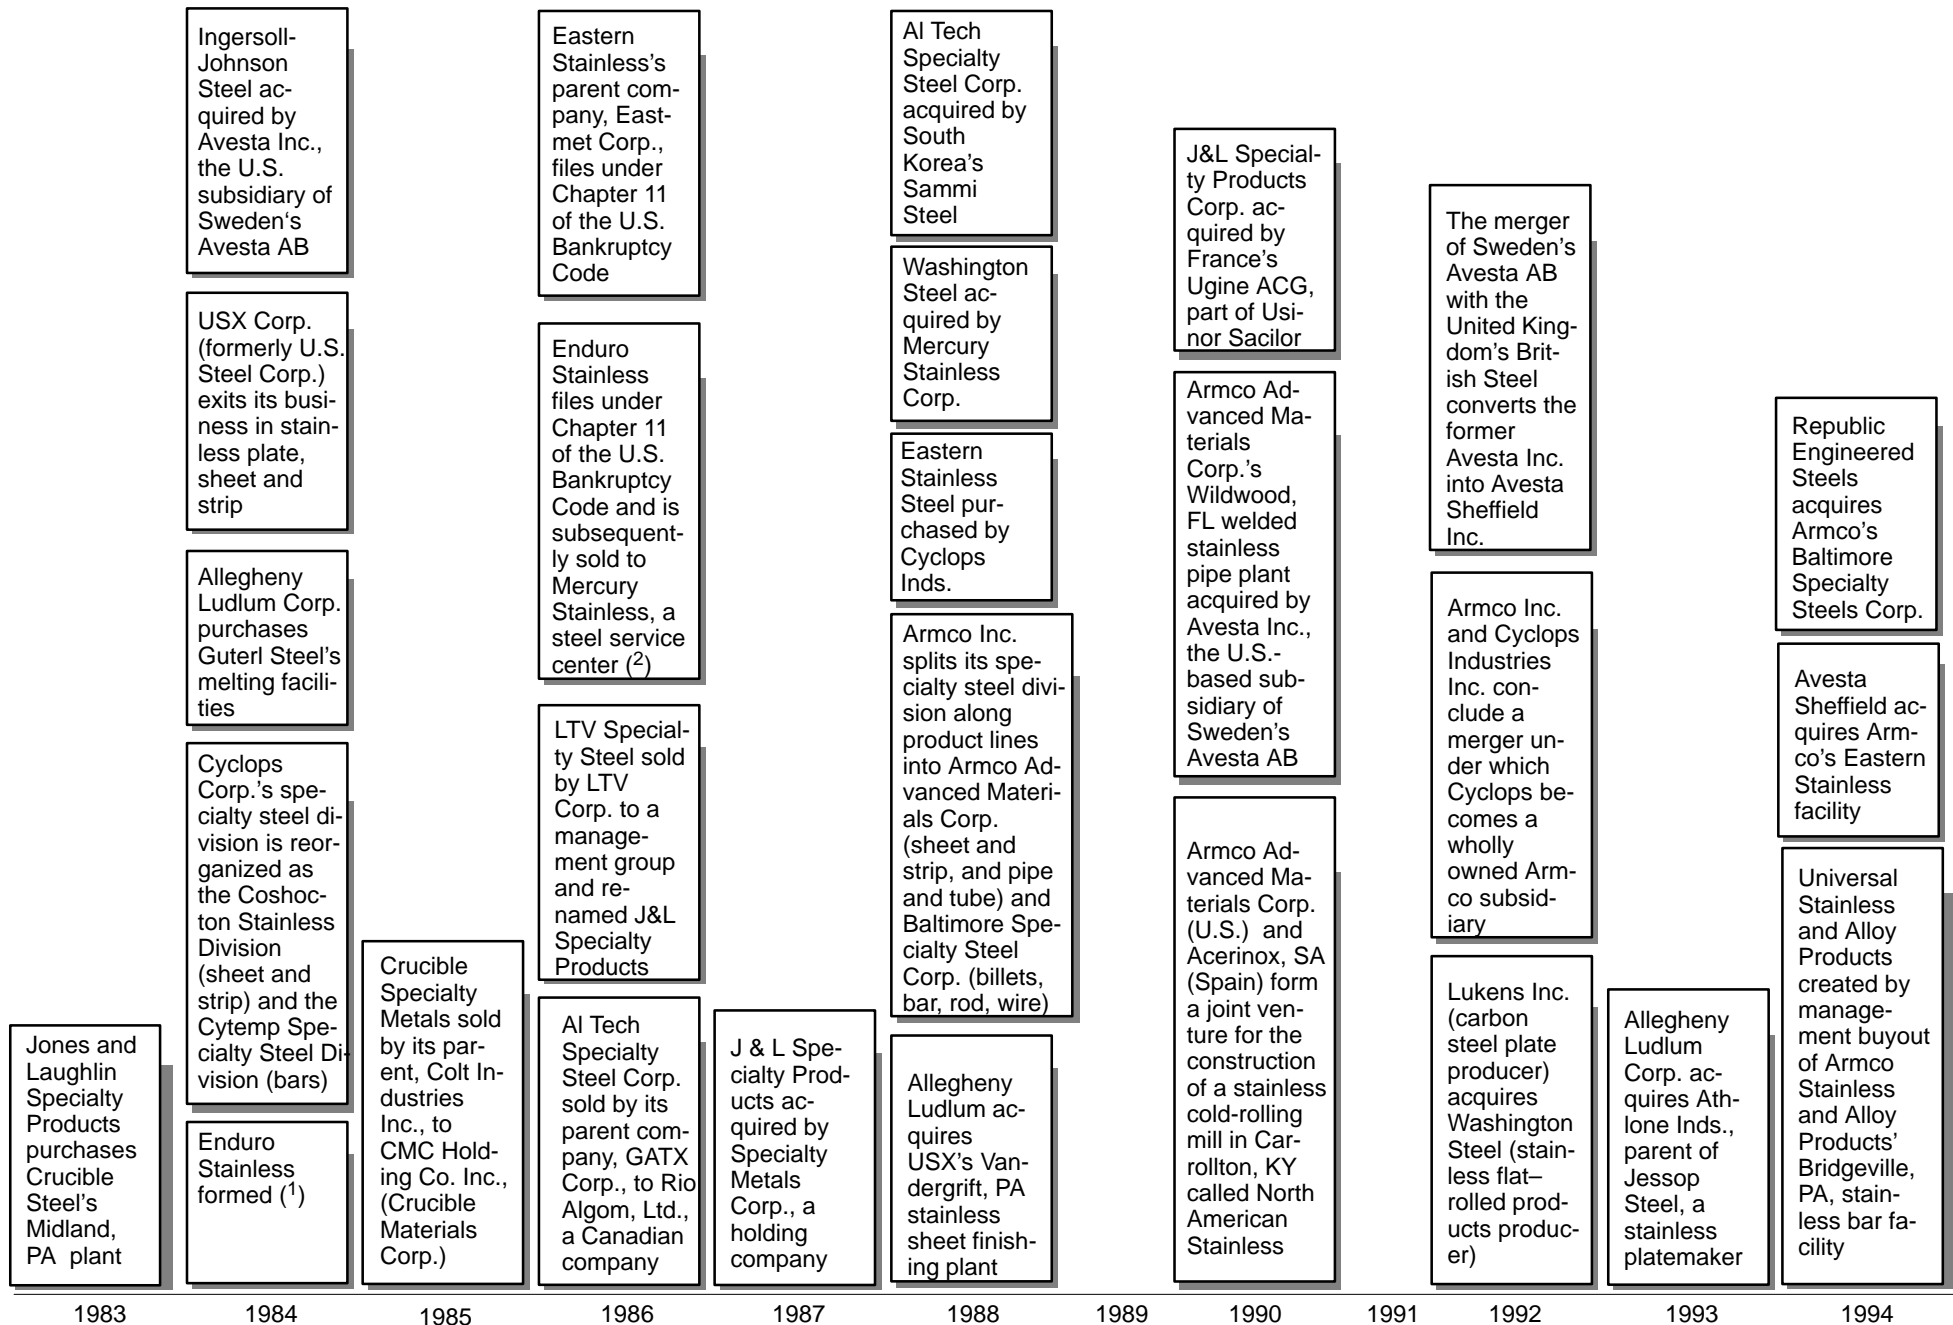 Ingersoll-
Johnson
Steel ac-
quired by
Avesta Inc.,
the U.S.
subsidiary of
Sweden‘s
Avesta AB
USX Corp.
(formerly U.S.
Steel Corp.)
exits its busi-
ness in stain-
less plate,
sheet and
strip
Allegheny
Ludlum Corp.
purchases
Guterl Steel's
melting facili-
ties
Cyclops
Corp.'s spe-
cialty steel di-
vision is reor-
ganized as
the Coshoc-
ton Stainless
Division
(sheet and
strip) and the
Cytemp Spe-
cialty Steel Di-
vision (bars)
Jones and
Laughlin
Specialty
Products
purchases
Crucible
Steel's
Midland,
PA plant
Enduro
Stainless
formed (1)
Crucible
Specialty
Metals sold
by its par-
ent, Colt In-
dustries
Inc., to
CMC Hold-
ing Co. Inc.,
(Crucible
Materials
Corp.)
Eastern
Stainless's
parent com-
pany, East-
met Corp.,
files under
Chapter 11
of the U.S.
Bankruptcy
Code
Enduro
Stainless
files under
Chapter 11
of the U.S.
Bankruptcy
Code and is
subsequent-
ly sold to
Mercury
Stainless, a
steel service
center (2)
LTV Special-
ty Steel sold
by LTV
Corp. to a
manage-
ment group
and re-
named J&L
Specialty
Products
Al Tech
Specialty
Steel Corp.
sold by its
parent com-
pany, GATX
Corp., to Rio
Algom, Ltd.,
a Canadian
company
J & L Spe-
cialty Prod-
ucts ac-
quired by
Specialty
Metals
Corp., a
holding
company
Al Tech
Specialty
Steel Corp.
acquired by
South
Korea's
Sammi
Steel
Washington
Steel ac-
quired by
Mercury
Stainless
Corp.
Eastern
Stainless
Steel pur-
chased by
Cyclops
Inds.
Armco Inc.
splits its spe-
cialty steel divi-
sion along
product lines
into Armco Ad-
vanced Materi-
als Corp.
(sheet and
strip, and pipe
and tube) and
Baltimore Spe-
cialty Steel
Corp. (billets,
bar, rod, wire)
Allegheny
Ludlum ac-
quires
USX's Van-
dergrift, PA
stainless
sheet finish-
ing plant
J&L Special-
ty Products
Corp. ac-
quired by
France's
Ugine ACG,
part of Usi-
nor Sacilor
Armco Ad-
vanced Ma-
terials
Corp.'s
Wildwood,
FL welded
stainless
pipe plant
acquired by
Avesta Inc.,
the U.S.-
based sub-
sidiary of
Sweden's
Avesta AB
Armco Ad-
vanced Ma-
terials Corp.
(U.S.) and
Acerinox, SA
(Spain) form
a joint ven-
ture for the
construction
of a stainless
cold-rolling
mill in Car-
rollton, KY
called North
American
Stainless
The merger
of Sweden's
Avesta AB
with the
United King-
dom's Brit-
ish Steel
converts the
former
Avesta Inc.
into Avesta
Sheffield
Inc.
Armco Inc.
and Cyclops
Industries
Inc. con-
clude a
merger un-
der which
Cyclops be-
comes a
wholly
owned Arm-
co subsid-
iary
Lukens Inc.
(carbon
steel plate
producer)
acquires
Washington
Steel (stain-
less flat–
rolled prod-
ucts produc-
er)
Allegheny
Ludlum
Corp. ac-
quires Ath-
lone Inds.,
parent of
Jessop
Steel, a
stainless
platemaker
Republic
Engineered
Steels
acquires
Armco's
Baltimore
Specialty
Steels Corp.
Avesta
Sheffield ac-
quires Arm-
co's Eastern
Stainless
facility
Universal
Stainless
and Alloy
Products
created by
manage-
ment buyout
of Armco
Stainless
and Alloy
Products'
Bridgeville,
PA, stain-
less bar fa-
cility
1983 1984 1985 1986 1987 1988 1989 1990 1991 1992 1993 1994